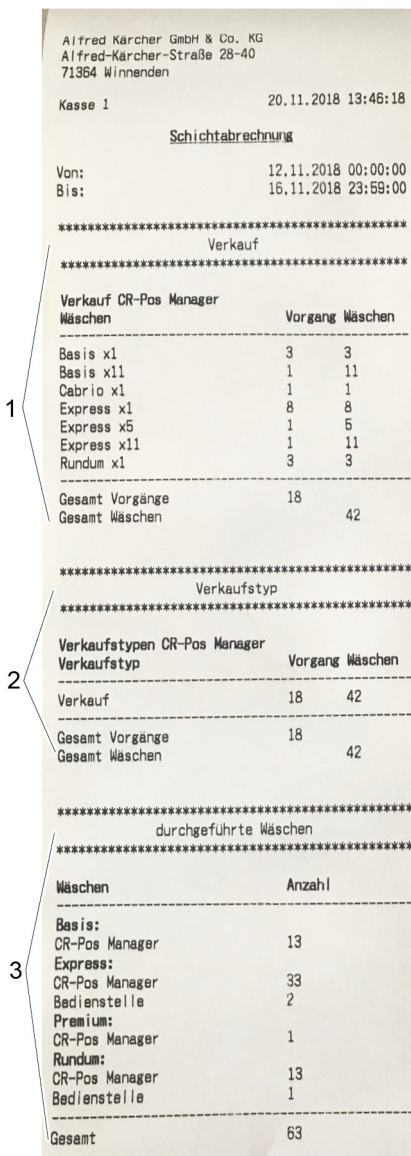 Alfred Kärcher GmbH & Co. KG
Alfred-Kärcher-Straße 28-40
71364 Winnenden
Kasse 1 20.11.2018 13:46:18
Schichtabrechnung
Von: 12.11.2018 00:00:00
Bis: 16.11.2018 23:59:00
************************************************
Verkauf
************************************************
Verkauf CR-Pos Manager
Wäschen Vorgang Wäschen
------------------------------------------------
Basis x1 3 3
Basis x11 1 11
Cabrio x1 1 1
Express x1 8 8
Express x5 1 5
Express x11 1 11
Rundum x1 3 3
------------------------------------------------
Gesamt Vorgänge 18
Gesamt Wäschen 42
1
************************************************
Verkaufstyp
************************************************
Verkaufstypen CR-Pos Manager
Verkaufstyp Vorgang Wäschen
------------------------------------------------
Verkauf 18 42
------------------------------------------------
Gesamt Vorgänge 18
Gesamt Wäschen 42
2
************************************************
durchgeführte Wäschen
************************************************
Wäschen Anzahl
------------------------------------------------
Basis:
CR-Pos Manager 13
Express:
CR-Pos Manager 33
Bedienstelle 2
Premium:
CR-Pos Manager 1
Rundum:
CR-Pos Manager 13
Bedienstelle 1
------------------------------------------------
Gesamt 63
3